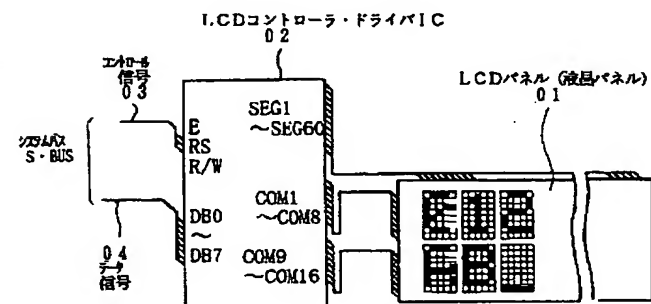 LCDコントローラ・ドライバIC
02
コントロール
信号
03
LCDパネル (液晶パネル)
01
システムバス
S・BUS
E
RS
R/W
SEG1
～SEG60
COM1
～COM8
DB0
～
DB7
COM9
～COM16
04
データ
信号